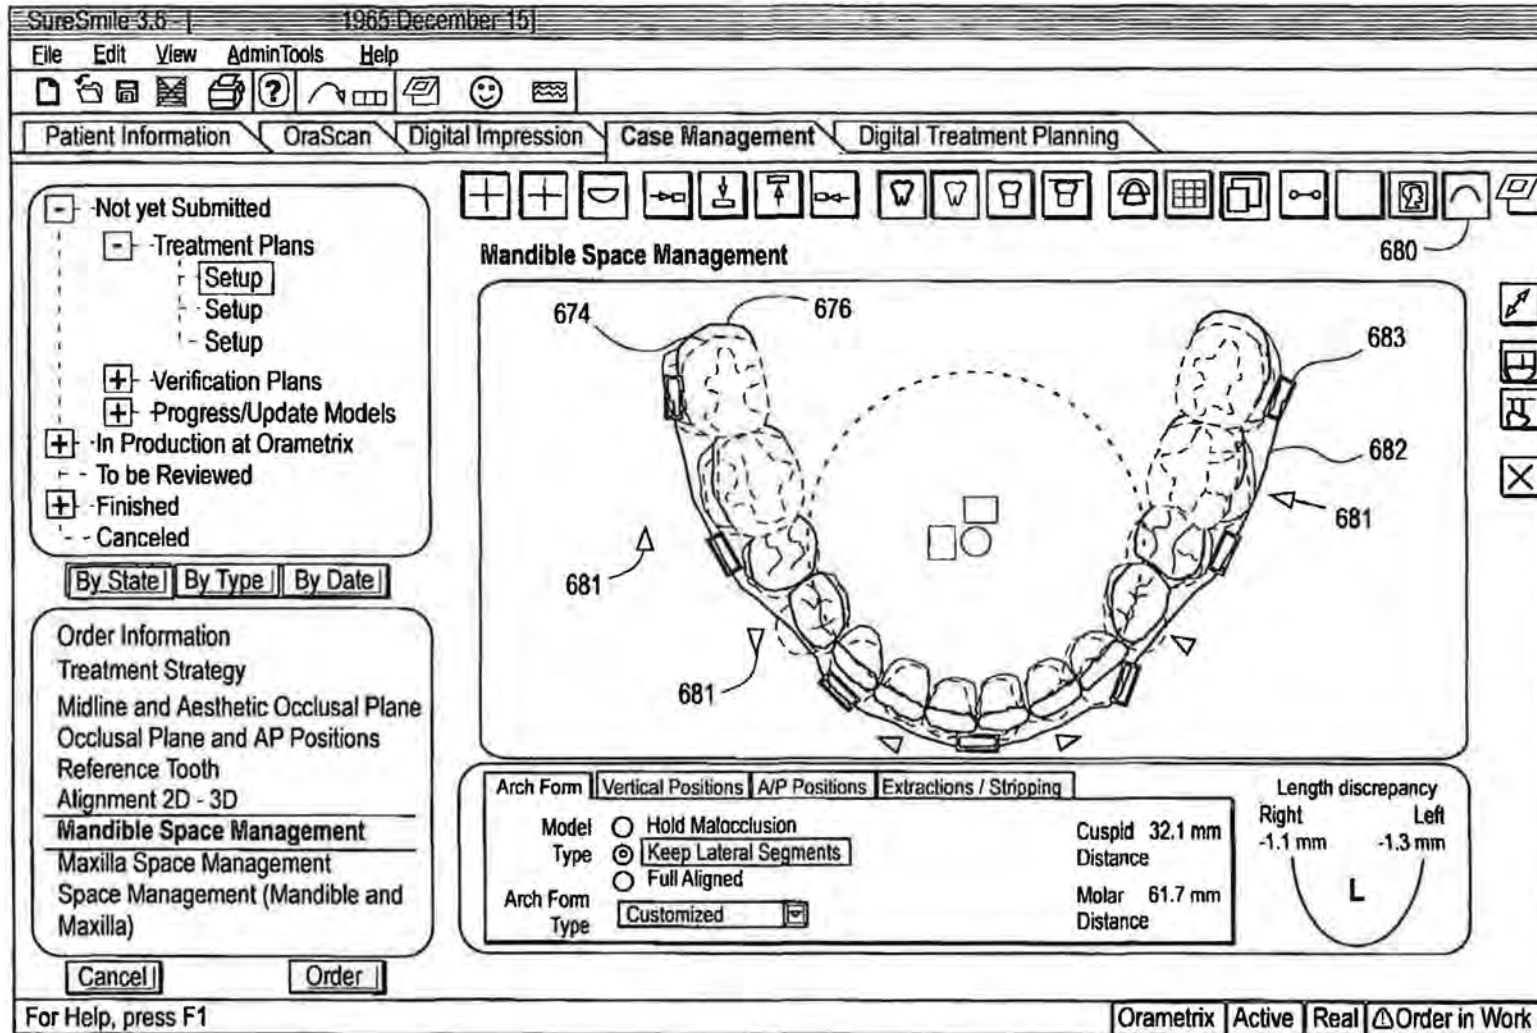 SureSmile 3.6 - [ 1965 December 15]
File Edit View AdminTools Help
Patient Information OraScan Digital Impression Case Management Digital Treatment Planning
- Not yet Submitted
- Treatment Plans
Setup
Setup
Setup
+ Verification Plans
+ Progress/Update Models
+ In Production at Orametrix
To be Reviewed
+ Finished
Canceled
By State By Type By Date
Order Information
Treatment Strategy
Midline and Aesthetic Occlusal Plane
Occlusal Plane and AP Positions
Reference Tooth
Alignment 2D - 3D
Mandible Space Management
Maxilla Space Management
Space Management (Mandible and
Maxilla)
Cancel Order
680
Mandible Space Management
674 676
683
682
681
681
681
Arch Form Vertical Positions A/P Positions Extractions / Stripping
Model Type
Hold Malocclusion
Keep Lateral Segments
Full Aligned
Arch Form Type
Customized
Cuspid Distance 32.1 mm
Molar Distance 61.7 mm
Length discrepancy
Right Left
-1.1 mm -1.3 mm
L
For Help, press F1
Orametrix Active Real Order in Work